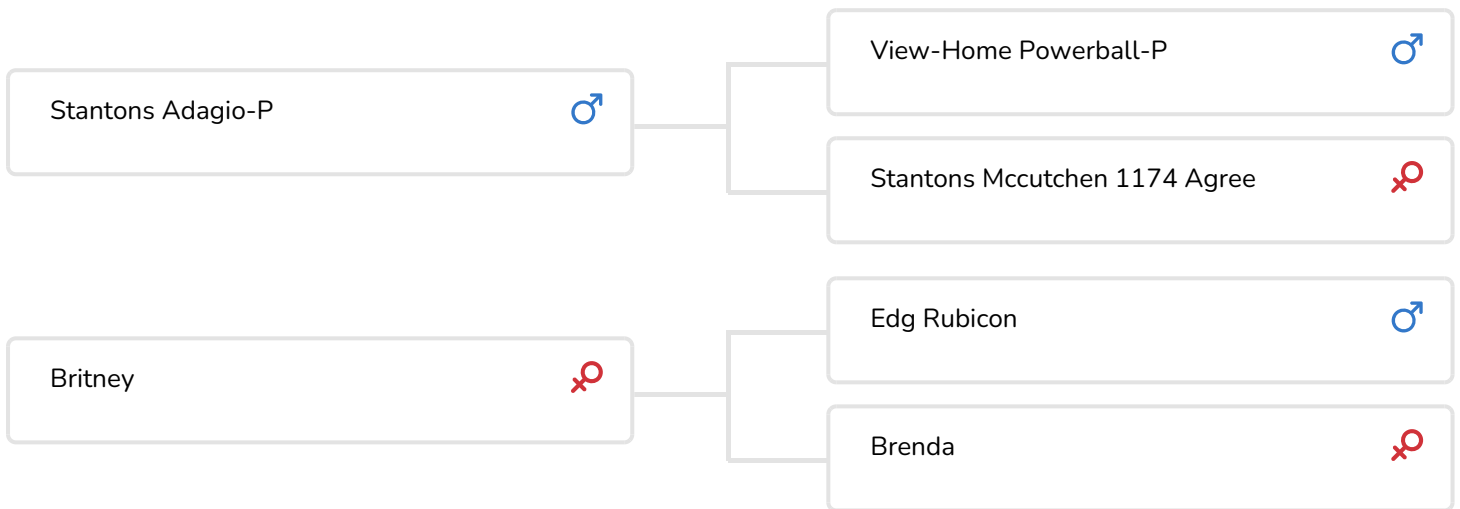 View-Home Powerball-P
Stantons Adagio-P
Stantons Mccutchen 1174 Agree
Edg Rubicon
Britney
Brenda